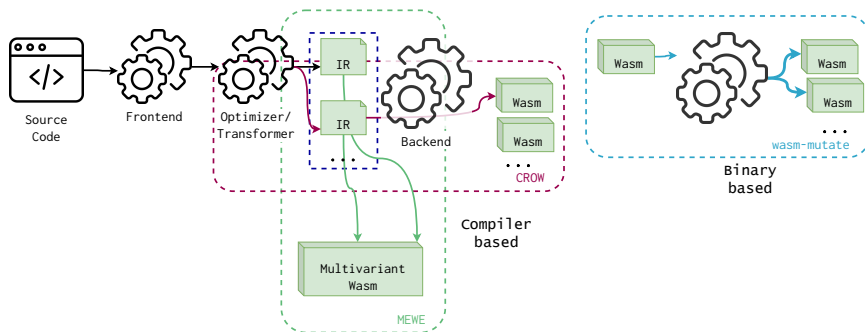 Source
Code
Frontend
Optimizer/
Transformer
IR
IR
...
Backend
Wasm
Wasm
...
CROW
Compiler
based
Multivariant
Wasm
MEWE
Wasm
Wasm
Wasm
...
wasm-mutate
Binary
based